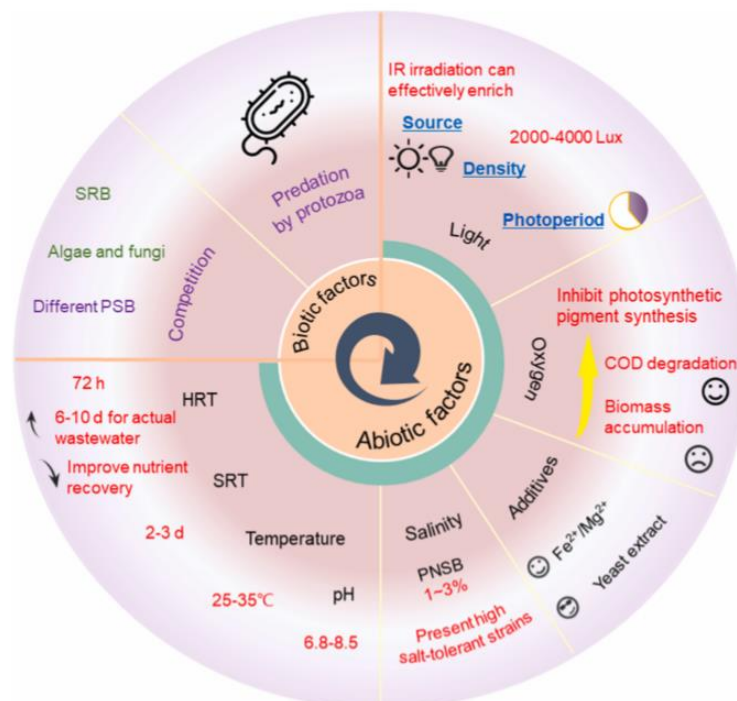 IR irradiation can
effectively enrich
Source
2000-4000 Lux
Density
Photoperiod
Light
Predation
by protozoa
SRB
Algae and fungi
Different PSB
Competition
Biotic factors
Abiotic factors
Inhibit photosynthetic
pigment synthesis
Oxygen
COD degradation
Biomass
accumulation
72 h
HRT
6-10 d for actual
wastewater
Improve nutrient
recovery
SRT
2-3 d
Temperature
25-35℃
pH
6.8-8.5
Salinity
PNSB
1~3%
Present high
salt-tolerant strains
Additives
Fe²⁺/Mg²⁺
Yeast extract